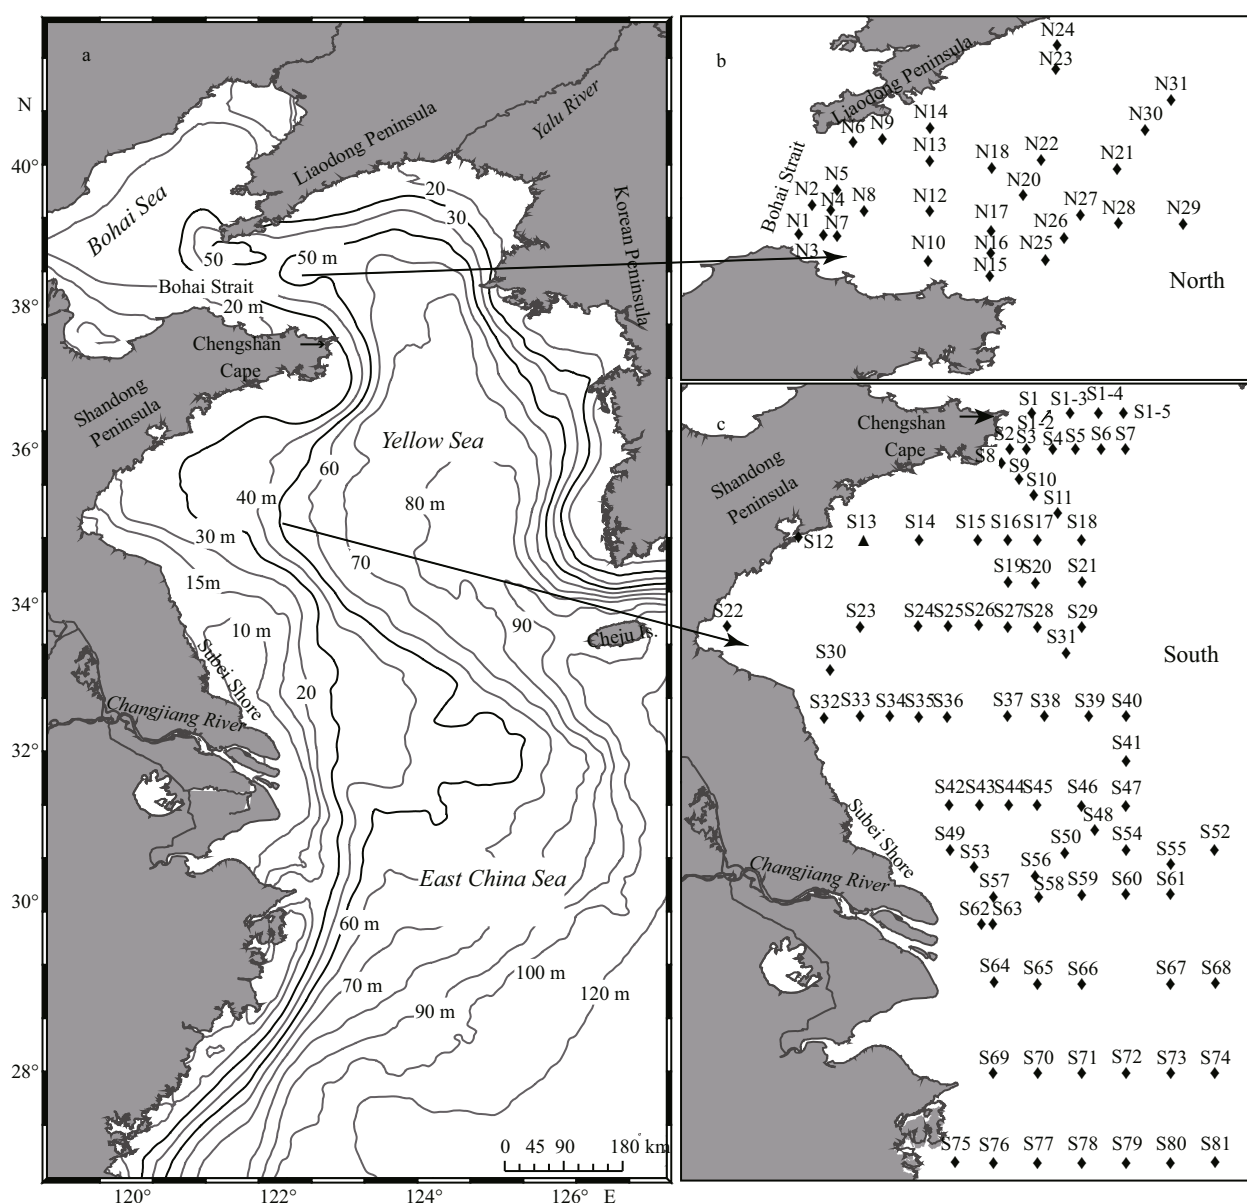 a
N
40°
38°
36°
34°
32°
30°
28°
120°
122°
124°
126°
E
Bohai Sea
Liaodong Peninsula
Yalu River
Korean Peninsula
20
30
50
50 m
Bohai Strait
20 m
Chengshan
Cape
Shandong
Peninsula
Yellow Sea
60
40 m
80 m
30 m
70
15m
10 m
90
Cheju Is.
Subei Shore
20
Changjiang River
East China Sea
60 m
70 m
100 m
90 m
120 m
0 45 90 180 km
b
Liaodong Peninsula
Bohai Strait
N24
N23
N31
N30
N14
N6
N9
N13
N18
N22
N21
N5
N2
N4
N8
N12
N20
N27
N28
N29
N1
N7
N17
N26
N3
N10
N16
N25
N15
North
c
Chengshan
Cape
Shandong
Peninsula
S1
S1-3
S1-4
S1-5
S1-2
S2
S3
S4
S5
S6
S7
S8
S9
S10
S11
S12
S13
S14
S15
S16
S17
S18
S19
S20
S21
S22
S23
S24
S25
S26
S27
S28
S29
S31
S30
South
S32
S33
S34
S35
S36
S37
S38
S39
S40
S41
S42
S43
S44
S45
S46
S47
S48
Subei Shore
S49
S50
S54
S52
S53
S56
S55
Changjiang River
S57
S58
S59
S60
S61
S62
S63
S64
S65
S66
S67
S68
S69
S70
S71
S72
S73
S74
S75
S76
S77
S78
S79
S80
S81